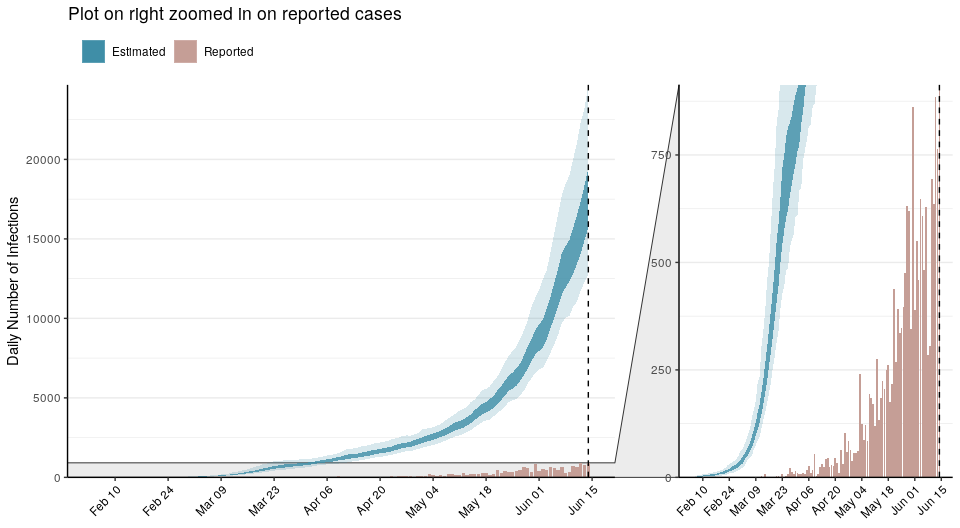 Plot on right zoomed in on reported cases
Estimated Reported
Daily Number of Infections
20000
15000
10000
5000
0
Feb 10 Feb 24 Mar 09 Mar 23 Apr 06 Apr 20 May 04 May 18 Jun 01 Jun 15
750
500
250
0
Feb 10 Feb 24 Mar 09 Mar 23 Apr 06 Apr 20 May 04 May 18 Jun 01 Jun 15